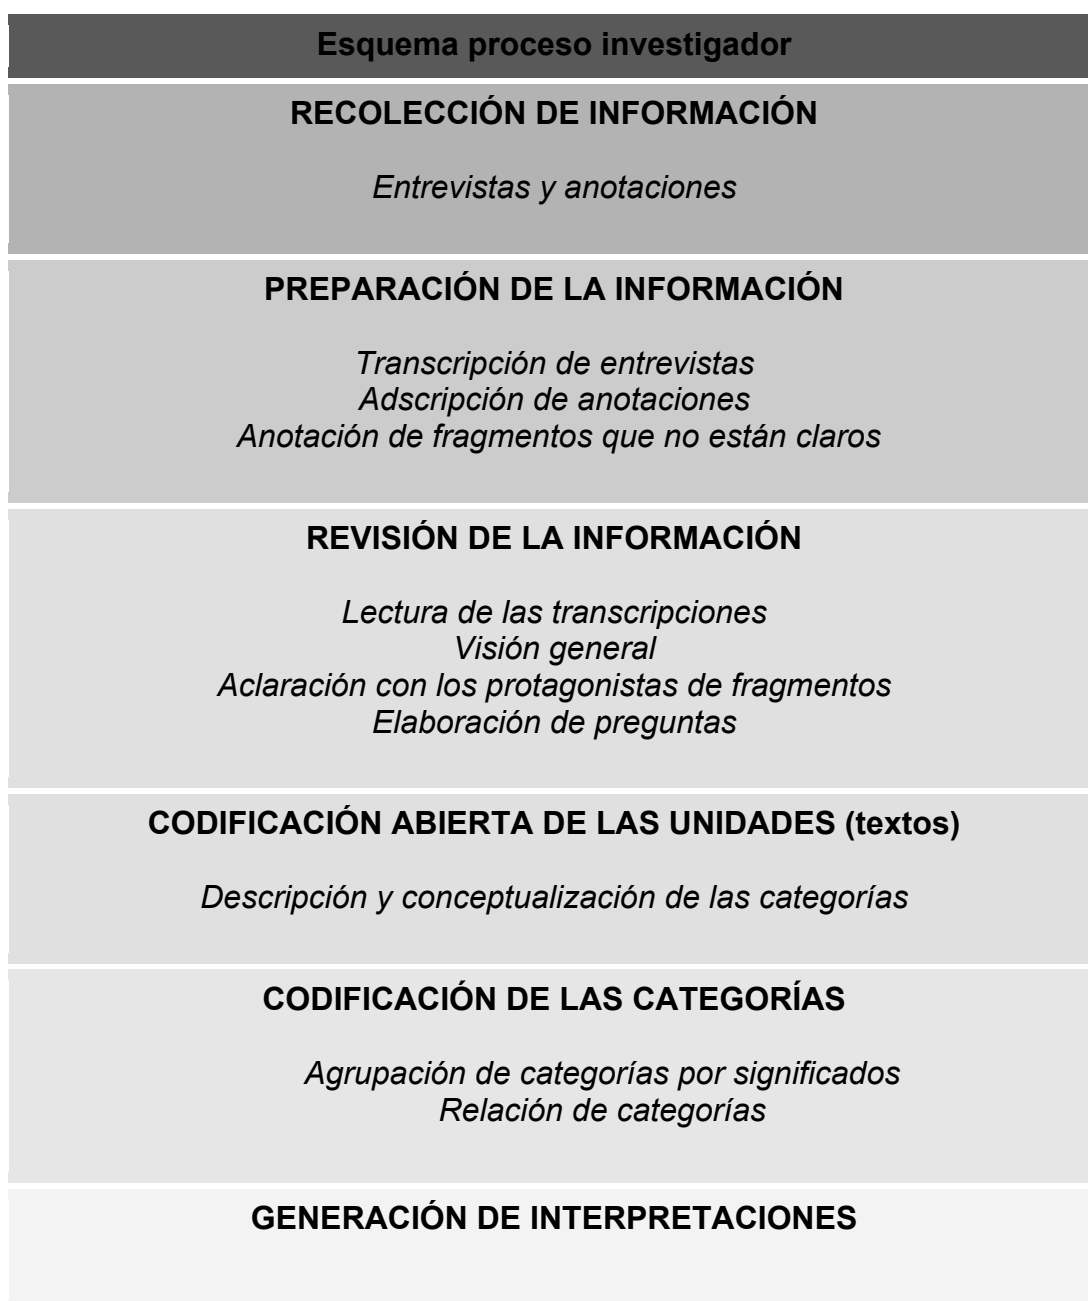 Esquema proceso investigador
RECOLECCIÓN DE INFORMACIÓN
Entrevistas y anotaciones
PREPARACIÓN DE LA INFORMACIÓN
Transcripción de entrevistas
Adscripción de anotaciones
Anotación de fragmentos que no están claros
REVISIÓN DE LA INFORMACIÓN
Lectura de las transcripciones
Visión general
Aclaración con los protagonistas de fragmentos
Elaboración de preguntas
CODIFICACIÓN ABIERTA DE LAS UNIDADES (textos)
Descripción y conceptualización de las categorías
CODIFICACIÓN DE LAS CATEGORÍAS
Agrupación de categorías por significados
Relación de categorías
GENERACIÓN DE INTERPRETACIONES